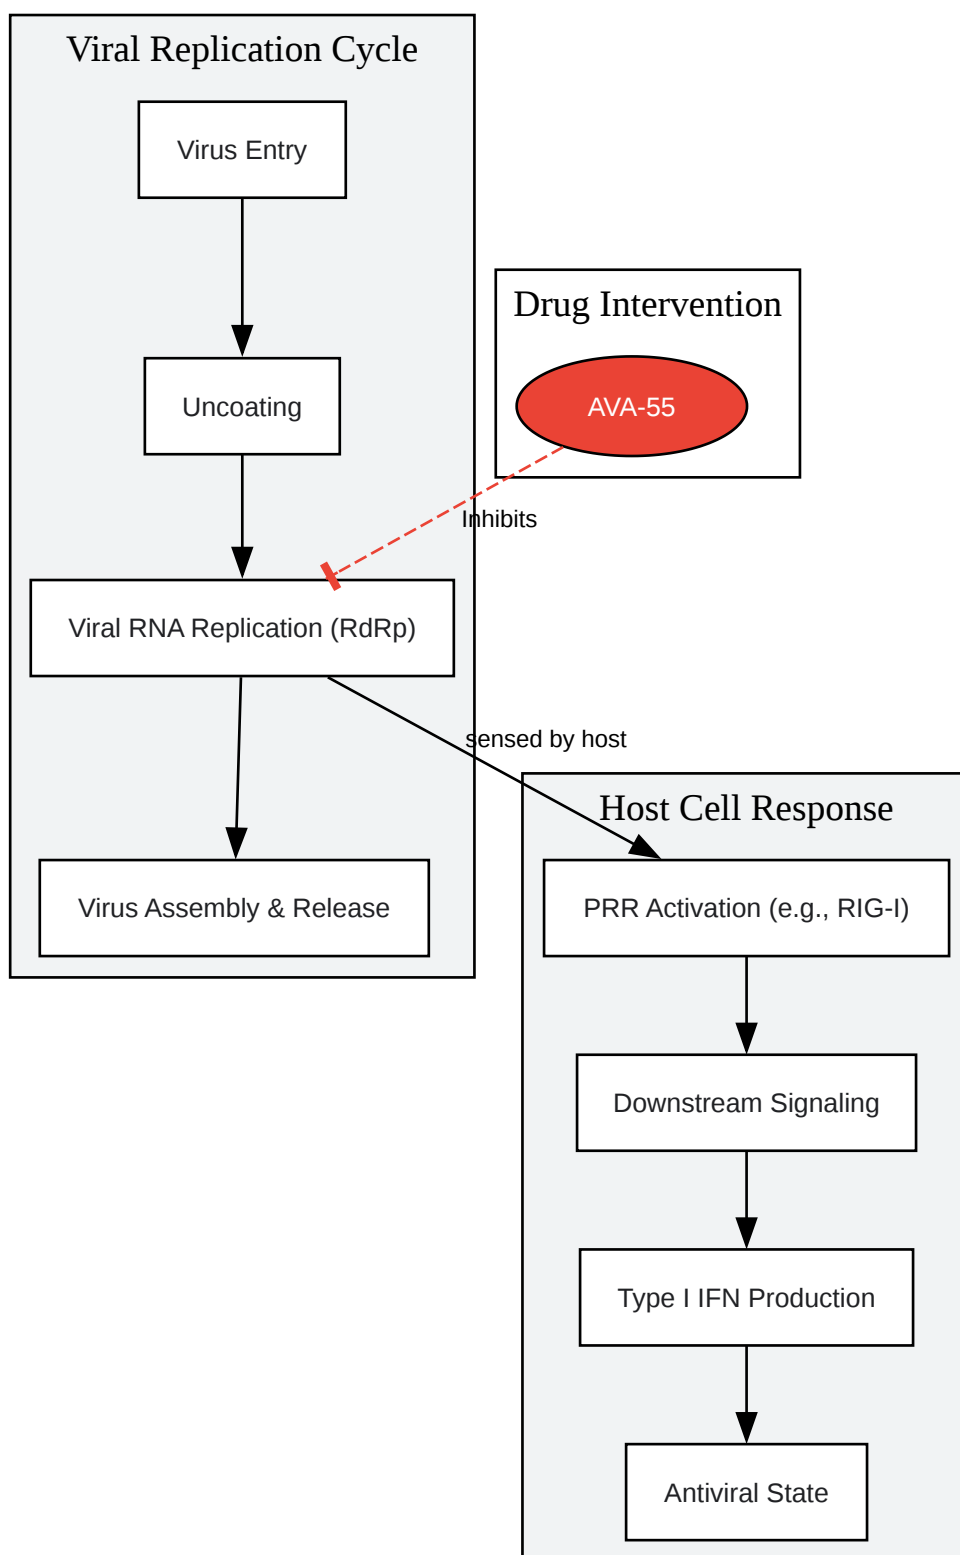 Viral Replication Cycle
Virus Entry
Uncoating
Drug Intervention
AVA-55
Inhibits
Viral RNA Replication (RdRp)
sensed by host
Virus Assembly & Release
Host Cell Response
PRR Activation (e.g., RIG-I)
Downstream Signaling
Type I IFN Production
Antiviral State